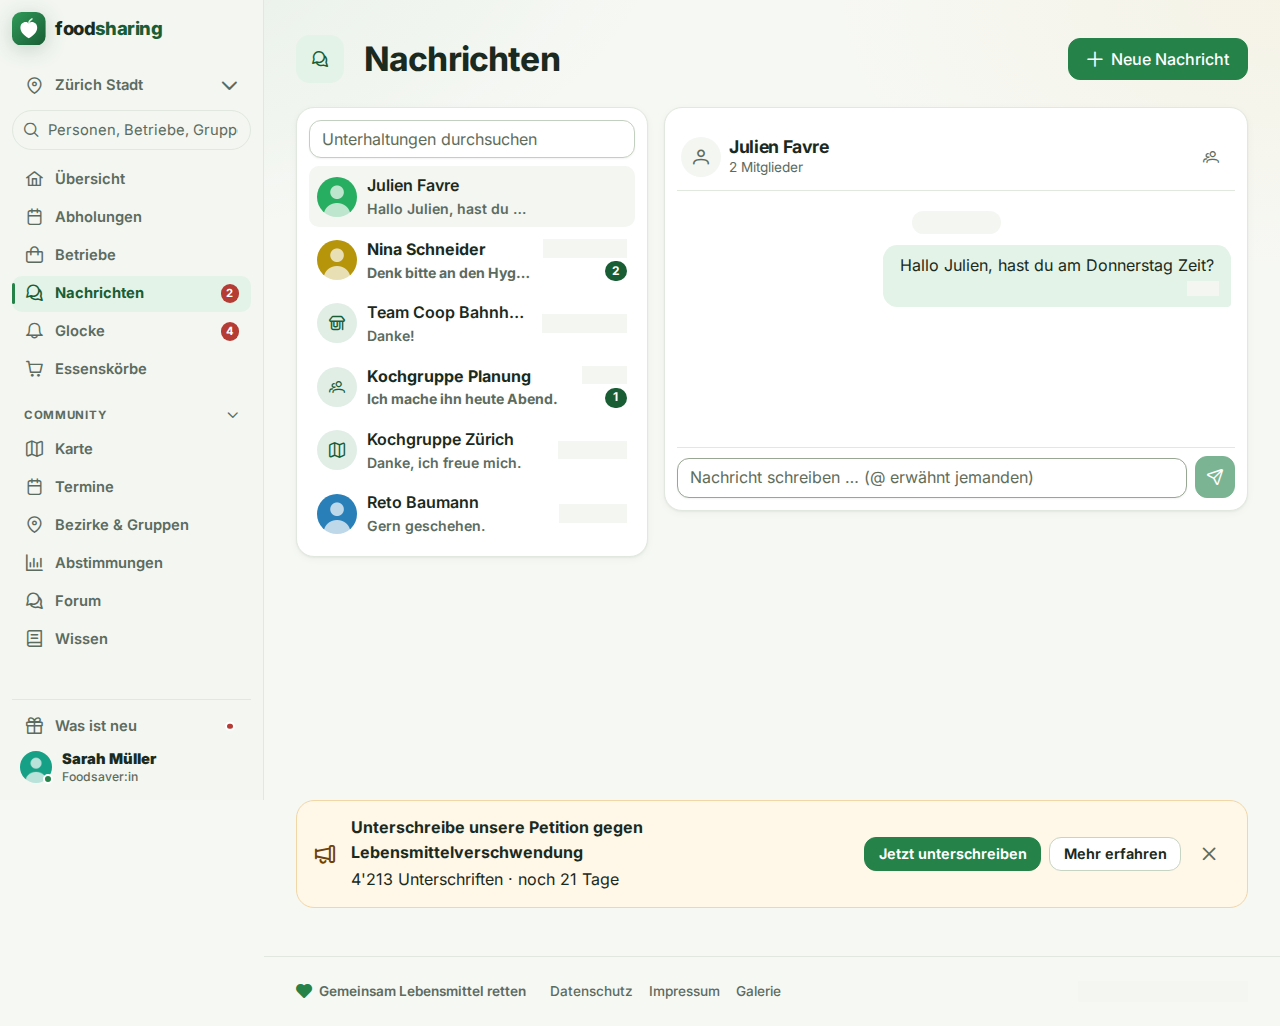 foodsharing
Zürich Stadt
Personen, Betriebe, Grupp
Übersicht
Abholungen
Betriebe
Nachrichten 2
Glocke 4
Essenskörbe
COMMUNITY
Karte
Termine
Bezirke & Gruppen
Abstimmungen
Forum
Wissen
Was ist neu
Sarah Müller
Foodsaver:in
Nachrichten
Neue Nachricht
Unterhaltungen durchsuchen
Julien Favre
Hallo Julien, hast du ...
Nina Schneider
Denk bitte an den Hyg... 2
Team Coop Bahnh...
Danke!
Kochgruppe Planung
Ich mache ihn heute Abend. 1
Kochgruppe Zürich
Danke, ich freue mich.
Reto Baumann
Gern geschehen.
Julien Favre
2 Mitglieder
Hallo Julien, hast du am Donnerstag Zeit?
Nachricht schreiben ... (@ erwähnt jemanden)
Unterschreibe unsere Petition gegen
Lebensmittelverschwendung
4'213 Unterschriften · noch 21 Tage
Jetzt unterschreiben
Mehr erfahren
Gemeinsam Lebensmittel retten Datenschutz Impressum Galerie